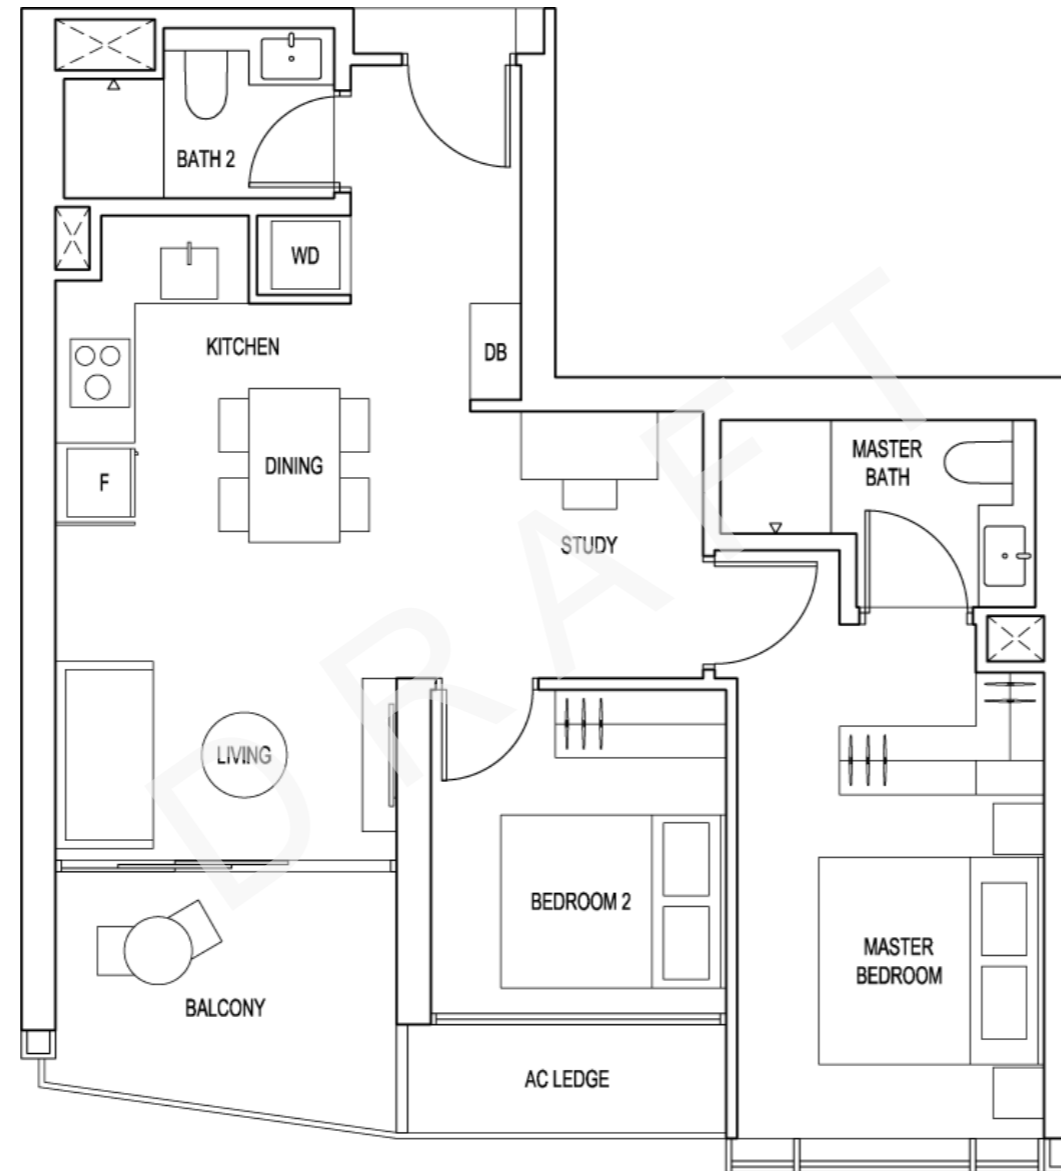 BATH 2
WD
KITCHEN
DB
DINING
F
MASTER
BATH
STUDY
LIVING
BEDROOM 2
MASTER
BEDROOM
BALCONY
AC LEDGE
DRAFT